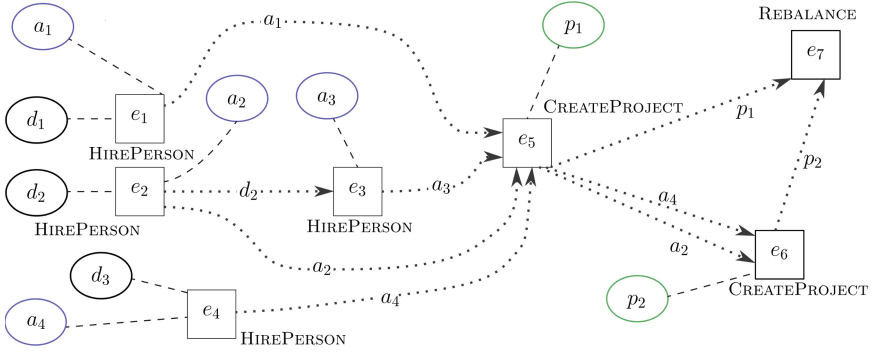 a1
a1
p1
REBALANCE
e7
a2
a3
d1
e1
CREATEPROJECT
p1
HIREPERSON
e5
p2
d2
e2
d2
e3
a3
a4
HIREPERSON
HIREPERSON
a2
e6
a2
d3
CREATEPROJECT
p2
a4
e4
a4
HIREPERSON